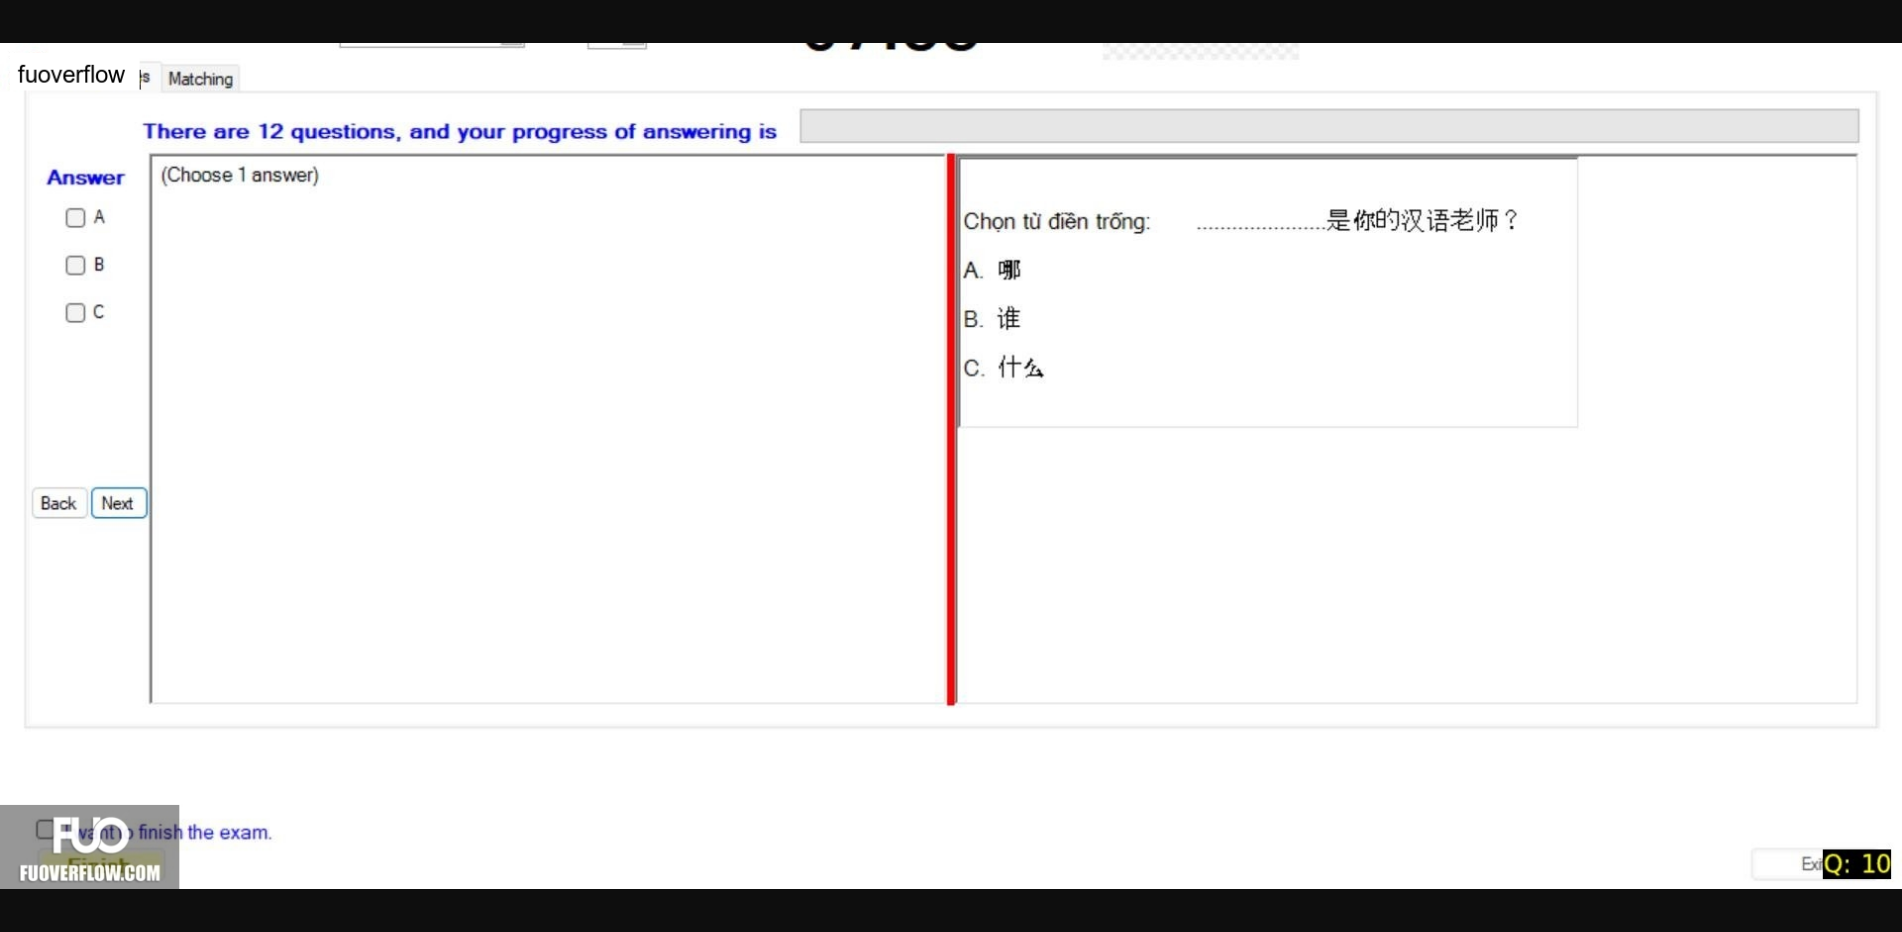 fuoverflow
Matching
There are 12 questions, and your progress of answering is
Answer
(Choose 1 answer)
A
B
C
Back Next
Chọn từ điền trống: ......................是你的汉语老师？
A. 哪
B. 谁
C. 什么
want to finish the exam.
FUO
FUOVERFLOW.COM
Exi
Q: 10